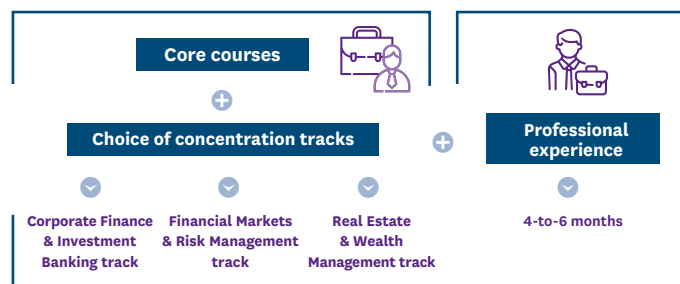 Core courses
Choice of concentration tracks
Corporate Finance
& Investment
Banking track
Financial Markets
& Risk Management
track
Real Estate
& Wealth
Management track
Professional
experience
4-to-6 months